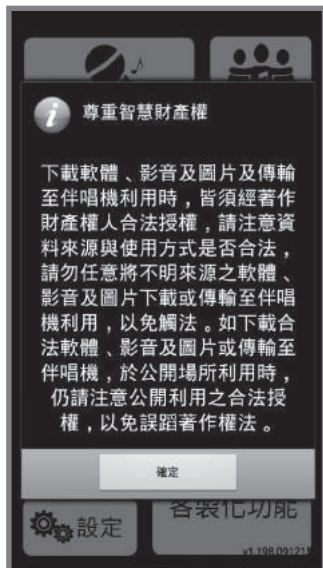 尊重智慧財產權
下載軟體、影音及圖片及傳輸
至伴唱機利用時，皆須經著作
財產權人合法授權，請注意資
料來源與使用方式是否合法，
請勿任意將不明來源之軟體、
影音及圖片下載或傳輸至伴唱
機利用，以免觸法。如下載合
法軟體、影音及圖片或傳輸至
伴唱機，於公開場所利用時，
仍請注意公開利用之合法授
權，以免誤蹈著作權法。
確定
設定
客製化功能
v1.198.091215